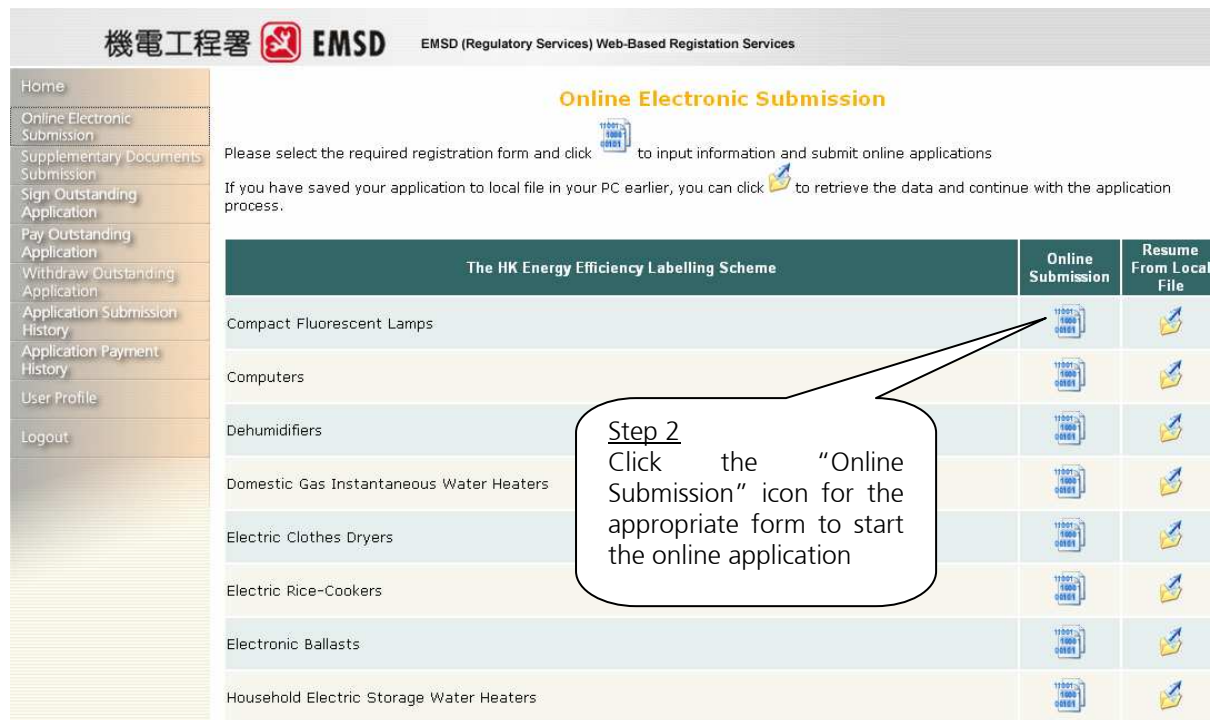 機電工程署 EMSD EMSD (Regulatory Services) Web-Based Registation Services
Home
Online Electronic
Submission
Supplementary Documents
Submission
Sign Outstanding
Application
Pay Outstanding
Application
Withdraw Outstanding
Application
Application Submission
History
Application Payment
History
User Profile
Logout
Online Electronic Submission
Please select the required registration form and click to input information and submit online applications
If you have saved your application to local file in your PC earlier, you can click to retrieve the data and continue with the application
process.
The HK Energy Efficiency Labelling Scheme
Online
Submission
Resume
From Local
File
Compact Fluorescent Lamps
Computers
Dehumidifiers
Domestic Gas Instantaneous Water Heaters
Electric Clothes Dryers
Electric Rice-Cookers
Electronic Ballasts
Household Electric Storage Water Heaters
Step 2
Click the “Online
Submission” icon for the
appropriate form to start
the online application